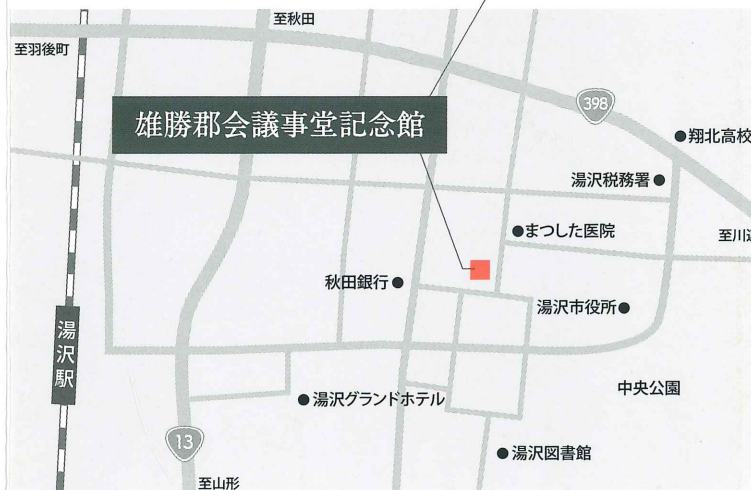 至秋田
至羽後町
398
雄勝郡会議事堂記念館
翔北高校
湯沢税務署
まつした医院
至川
秋田銀行
湯沢市役所
湯沢駅
中央公園
湯沢グランドホテル
13
湯沢図書館
至山形